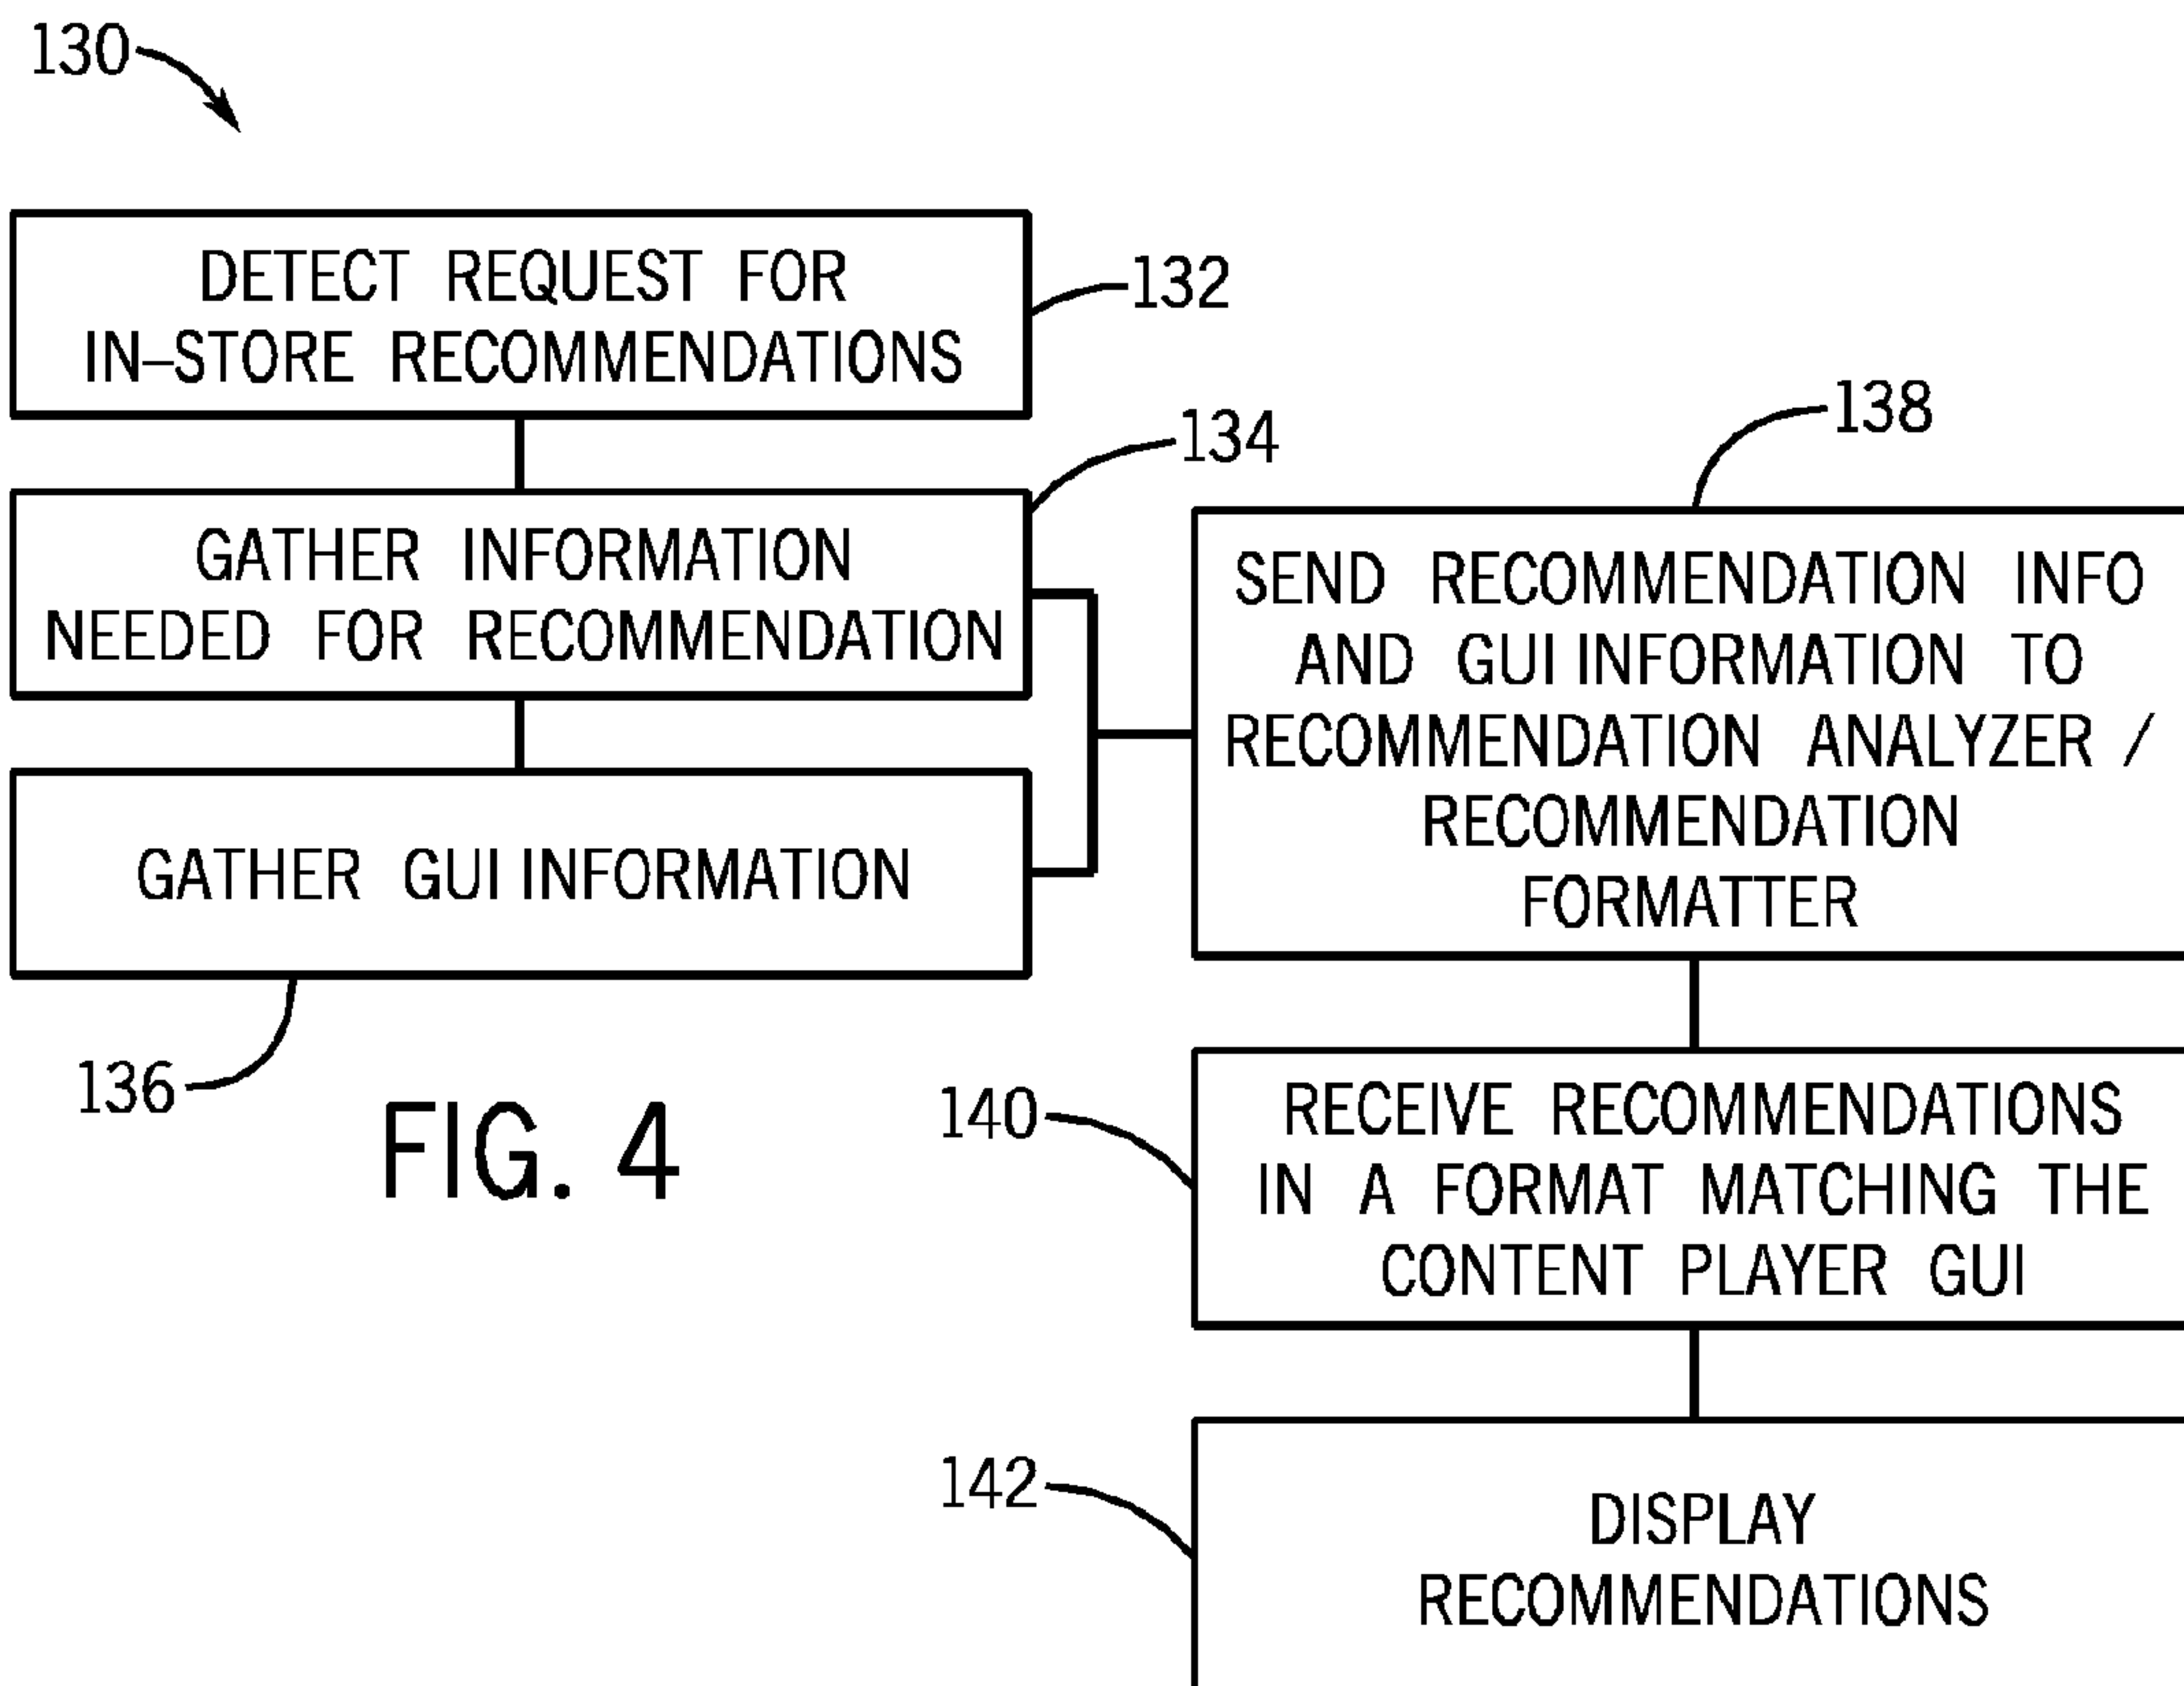 130
DETECT REQUEST FOR
IN–STORE RECOMMENDATIONS
132
GATHER INFORMATION
NEEDED FOR RECOMMENDATION
134
GATHER GUI INFORMATION
136
SEND RECOMMENDATION INFO
AND GUI INFORMATION TO
RECOMMENDATION ANALYZER /
RECOMMENDATION
FORMATTER
138
RECEIVE RECOMMENDATIONS
IN A FORMAT MATCHING THE
CONTENT PLAYER GUI
140
DISPLAY
RECOMMENDATIONS
142
FIG. 4